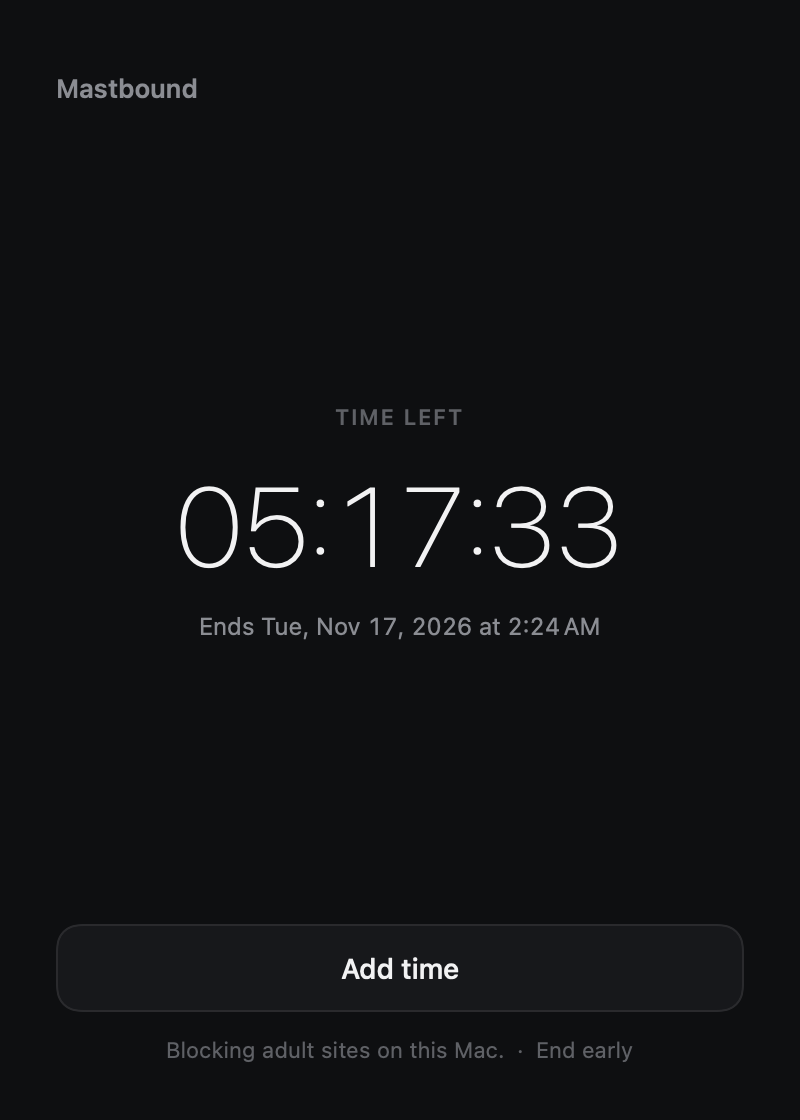 Mastbound
TIME LEFT
05:17:33
Ends Tue, Nov 17, 2026 at 2:24 AM
Add time
Blocking adult sites on this Mac. · End early